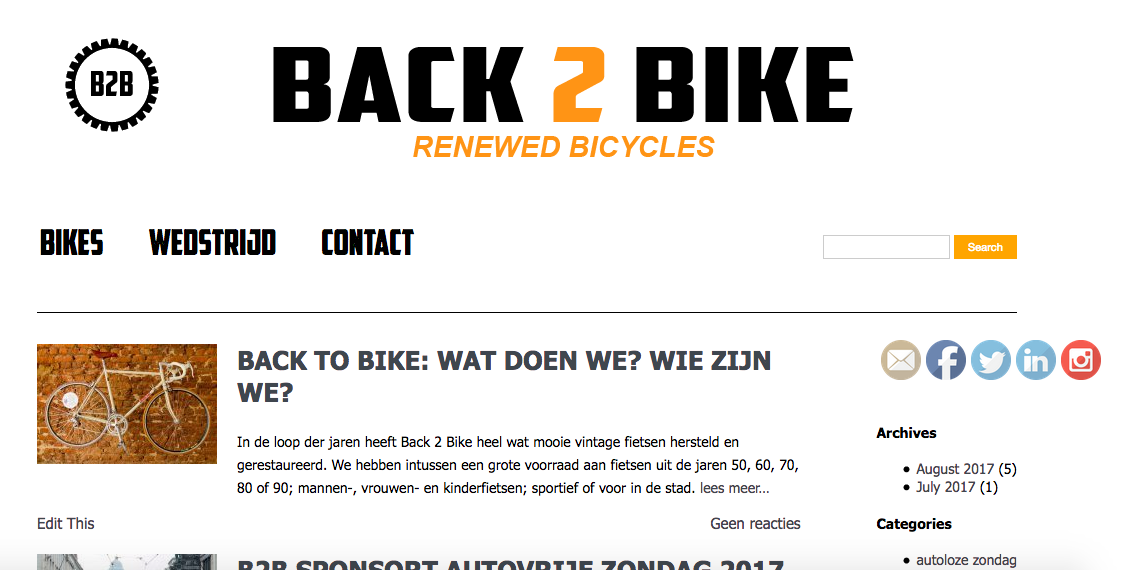 B2B
BACK 2 BIKE
RENEWED BICYCLES
BIKES WEDSTRIJD CONTACT
Search
BACK TO BIKE: WAT DOEN WE? WIE ZIJN
WE?
In de loop der jaren heeft Back 2 Bike heel wat mooie vintage fietsen hersteld en
gerestaureerd. We hebben intussen een grote voorraad aan fietsen uit de jaren 50, 60, 70,
80 of 90; mannen-, vrouwen- en kinderfietsen; sportief of voor in de stad. lees meer...
Edit This
Geen reacties
B2B SPONSORT AUTOVRIJE ZONDAG 2017
in
Archives
August 2017 (5)
July 2017 (1)
Categories
autoloze zondag